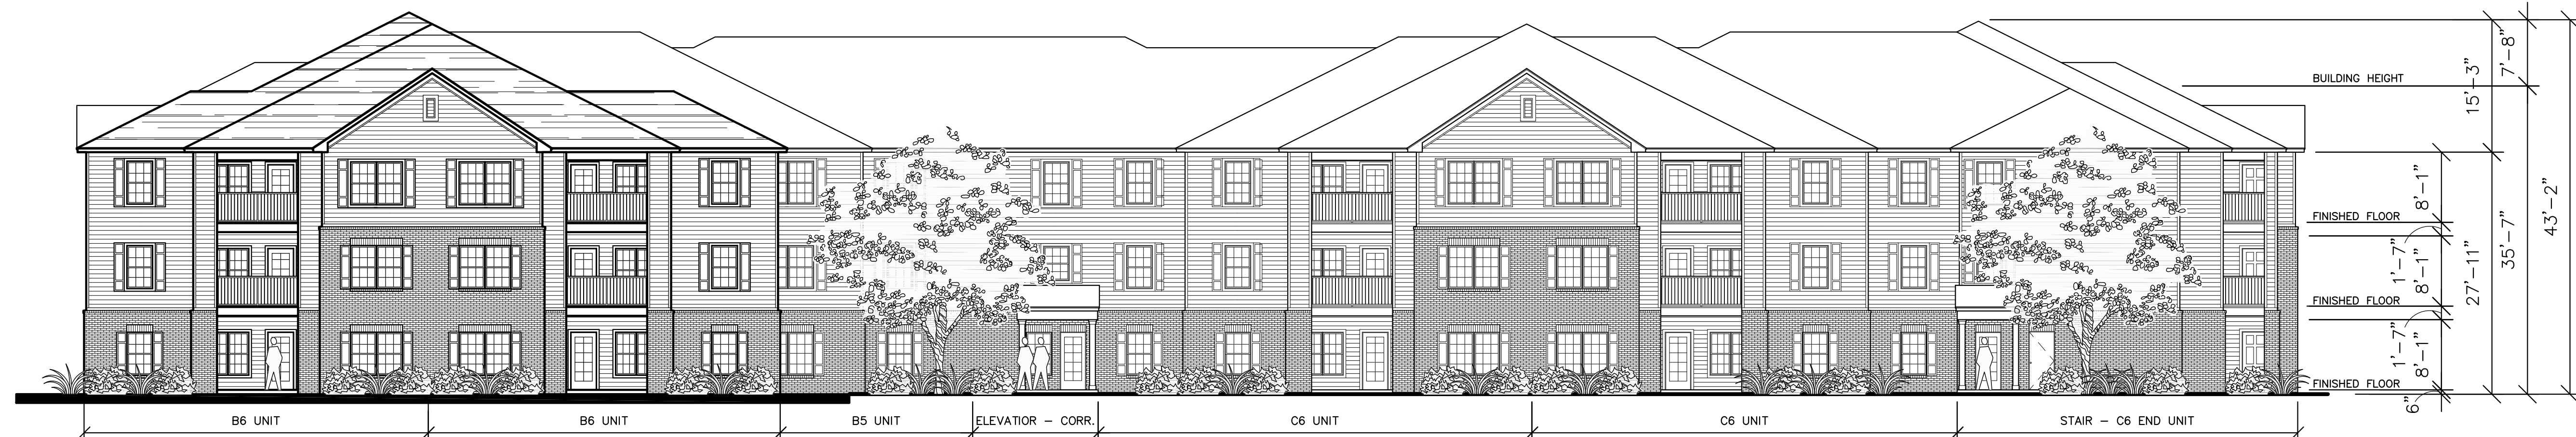 BUILDING HEIGHT
7'-8"
15'-3"
43'-2"
35'-7"
27'-11"
8'-1"
FINISHED FLOOR
1'-7"
8'-1"
FINISHED FLOOR
1'-7"
8'-1"
FINISHED FLOOR
6"
B6 UNIT
B6 UNIT
B5 UNIT
ELEVATIOR - CORR.
C6 UNIT
C6 UNIT
STAIR - C6 END UNIT